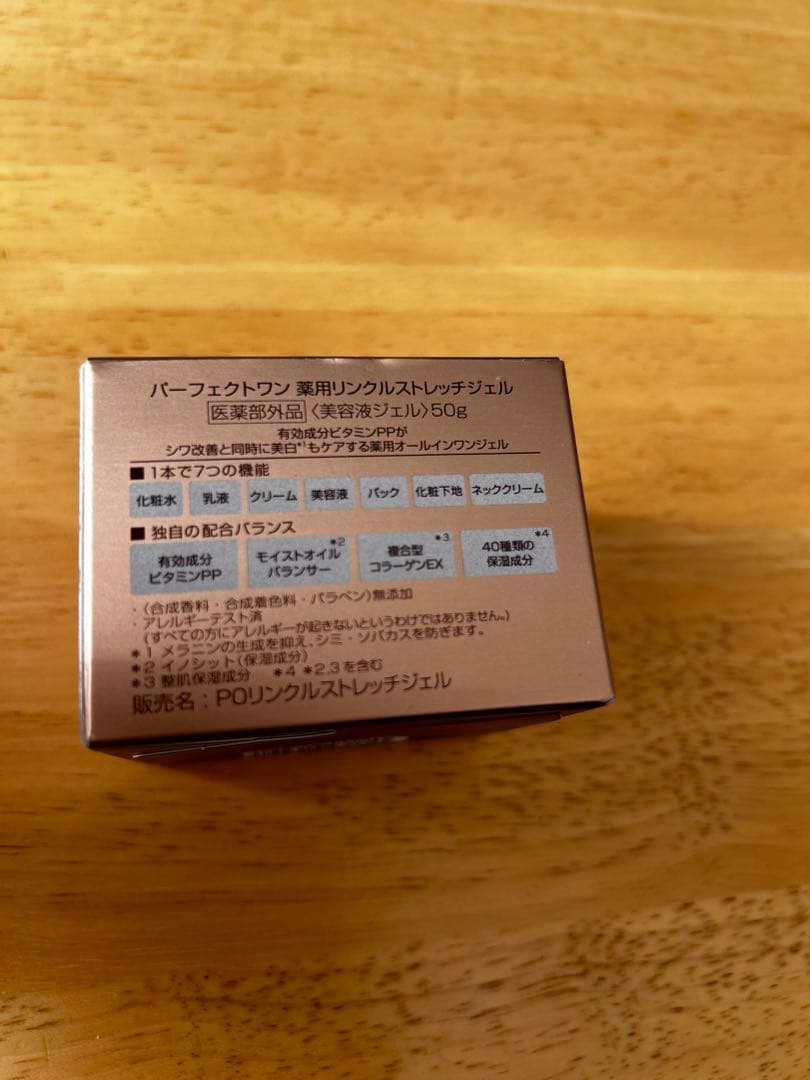 パーフェクトワン 薬用リンクルストレッチジェル
医薬部外品〈美容液ジェル〉50g
有効成分ビタミンPPが
シワ改善と同時に美白*1もケアする薬用オールインワンジェル
■ 1本で7つの機能
化粧水 乳液 クリーム 美容液 パック 化粧下地 ネッククリーム
■ 独自の配合バランス
有効成分 ビタミンPP
モイストオイル バランサー*2
複合型 コラーゲンEX*3
40種類の 保湿成分*4
・(合成香料・合成着色料・パラベン)無添加
・アレルギーテスト済
(すべての方にアレルギーが起きないというわけではありません。)
*1 メラニンの生成を抑え、シミ・ソバカスを防ぎます。
*2 イノシット(保湿成分)
*3 整肌保湿成分 *4 *2,3を含む
販売名：POリンクルストレッチジェル